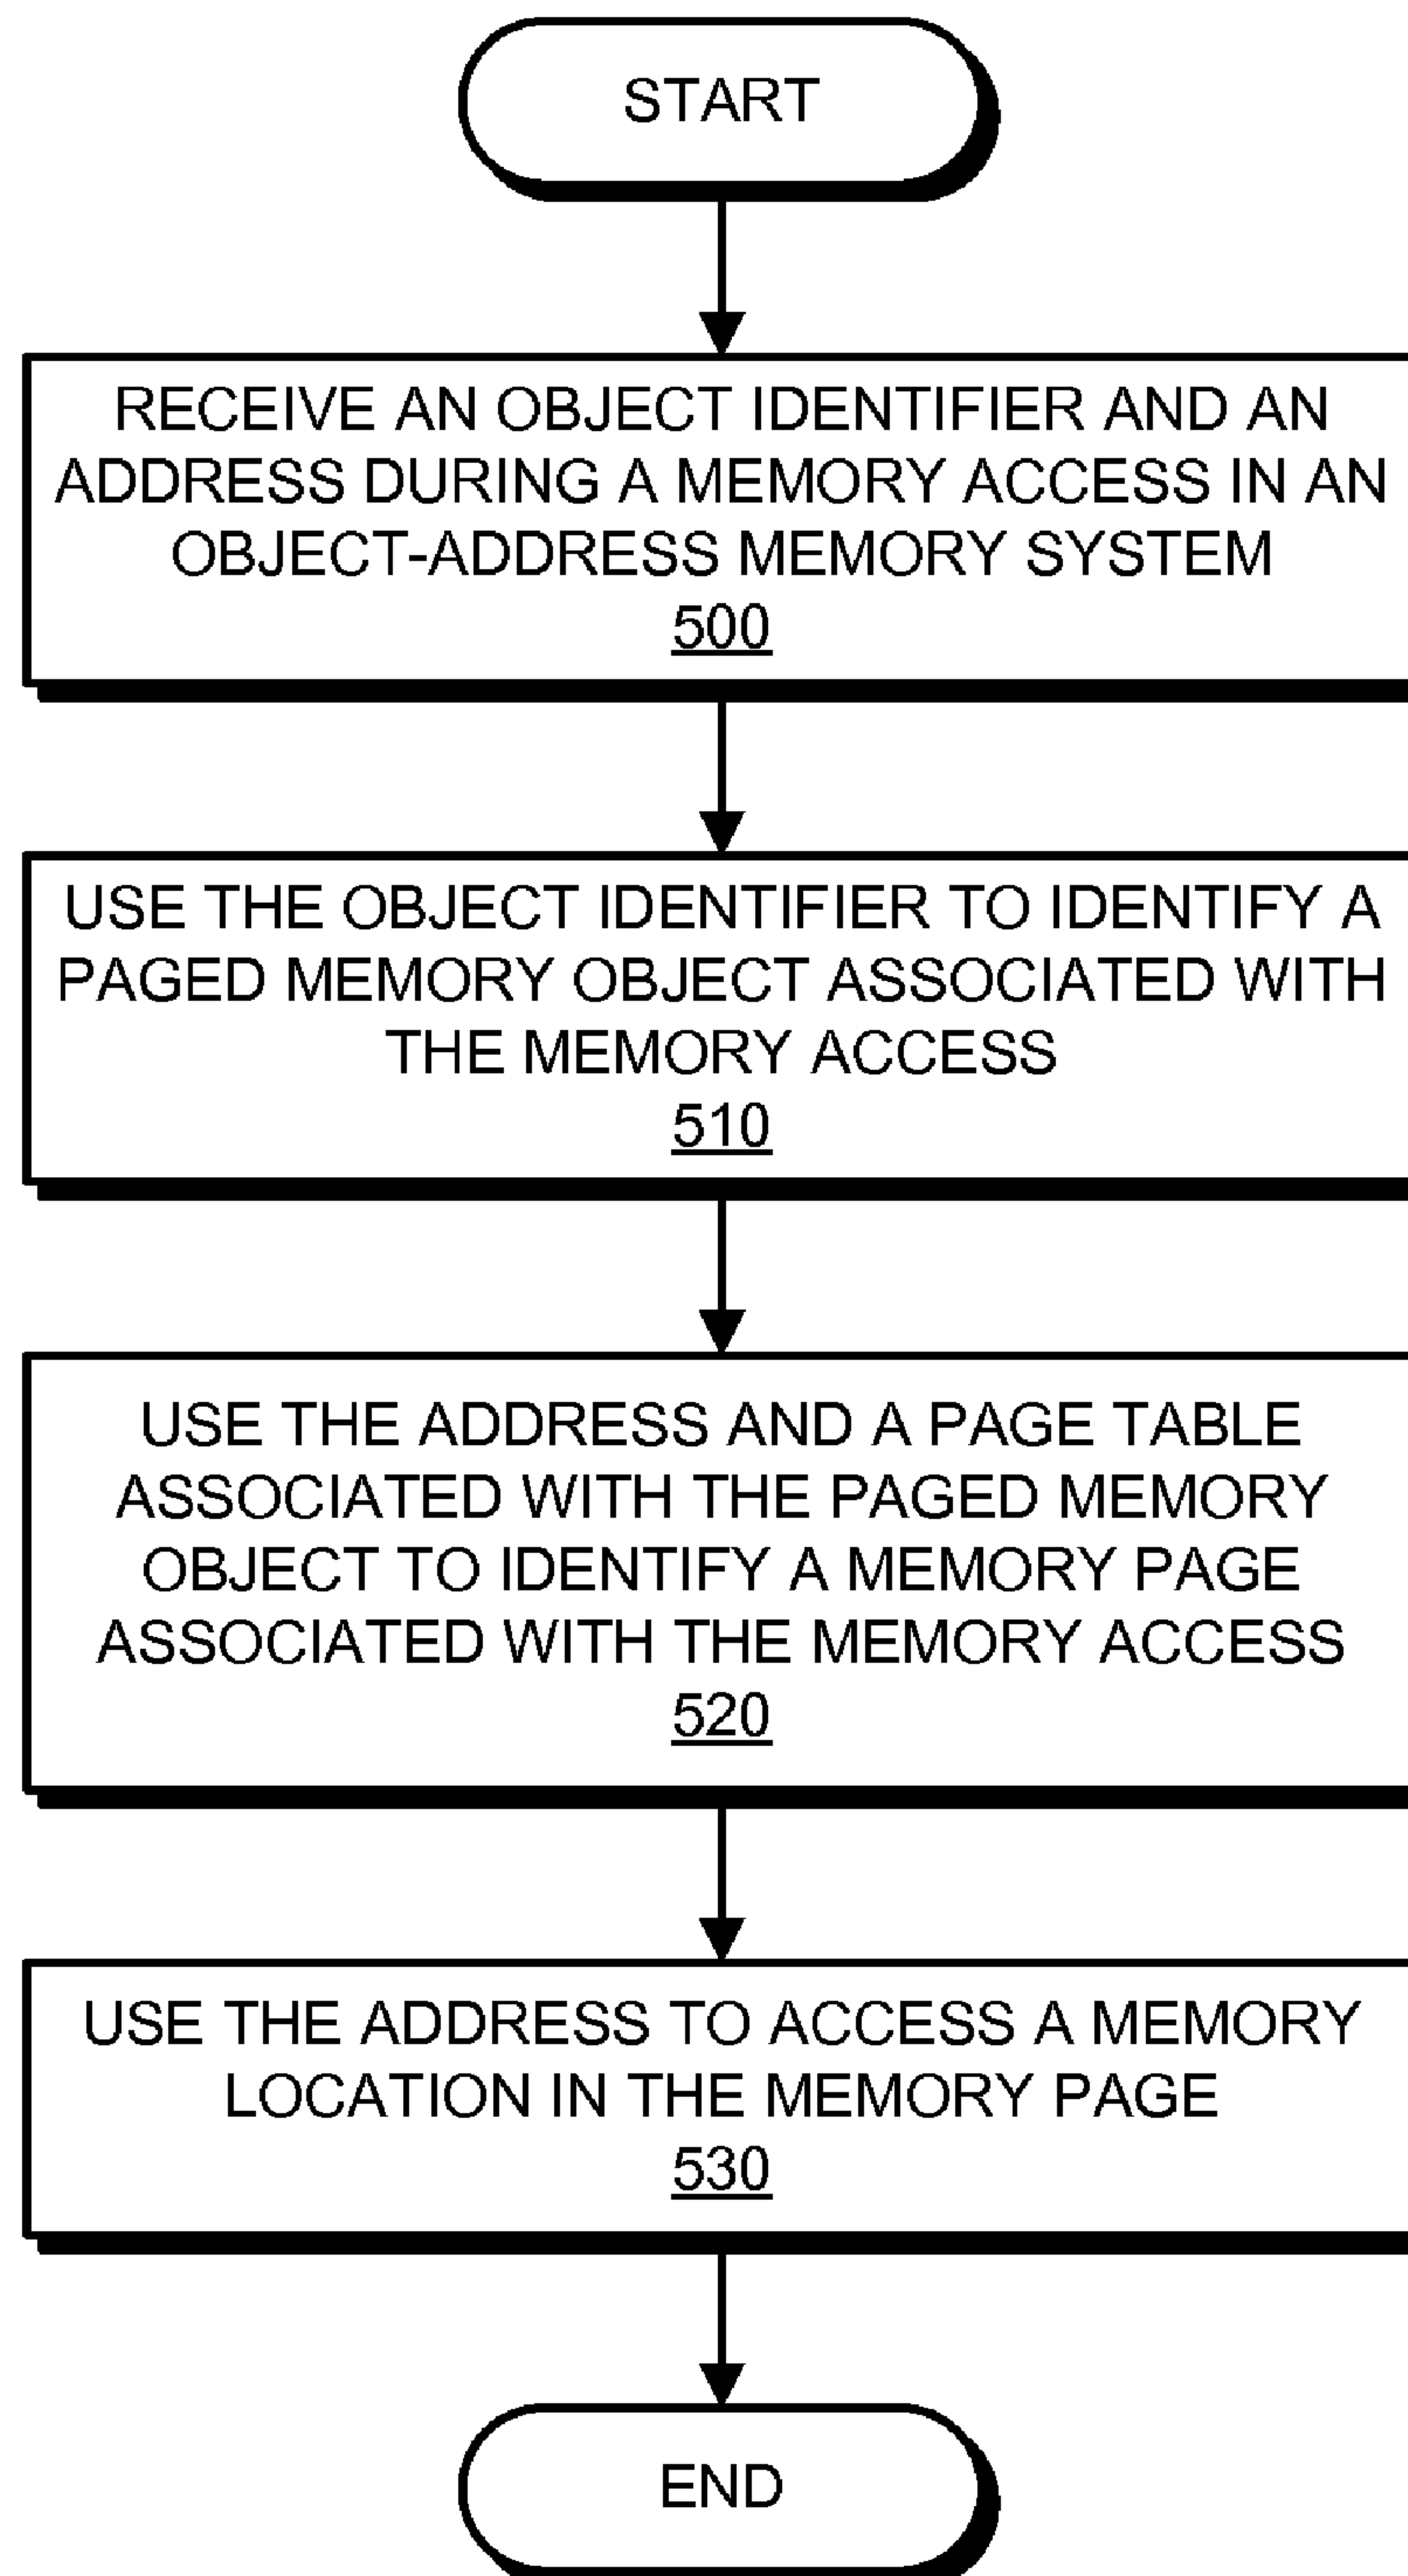 START
RECEIVE AN OBJECT IDENTIFIER AND AN
ADDRESS DURING A MEMORY ACCESS IN AN
OBJECT-ADDRESS MEMORY SYSTEM
500
USE THE OBJECT IDENTIFIER TO IDENTIFY A
PAGED MEMORY OBJECT ASSOCIATED WITH
THE MEMORY ACCESS
510
USE THE ADDRESS AND A PAGE TABLE
ASSOCIATED WITH THE PAGED MEMORY
OBJECT TO IDENTIFY A MEMORY PAGE
ASSOCIATED WITH THE MEMORY ACCESS
520
USE THE ADDRESS TO ACCESS A MEMORY
LOCATION IN THE MEMORY PAGE
530
END